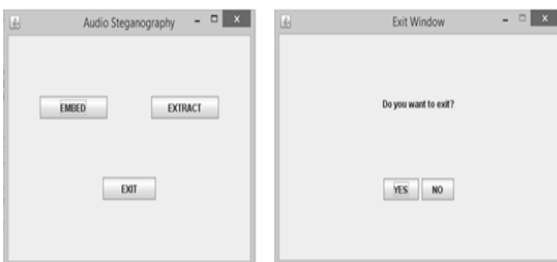 Audio Steganography
EMBED
EXTRACT
EXIT
Exit Window
Do you want to exit?
YES
NO